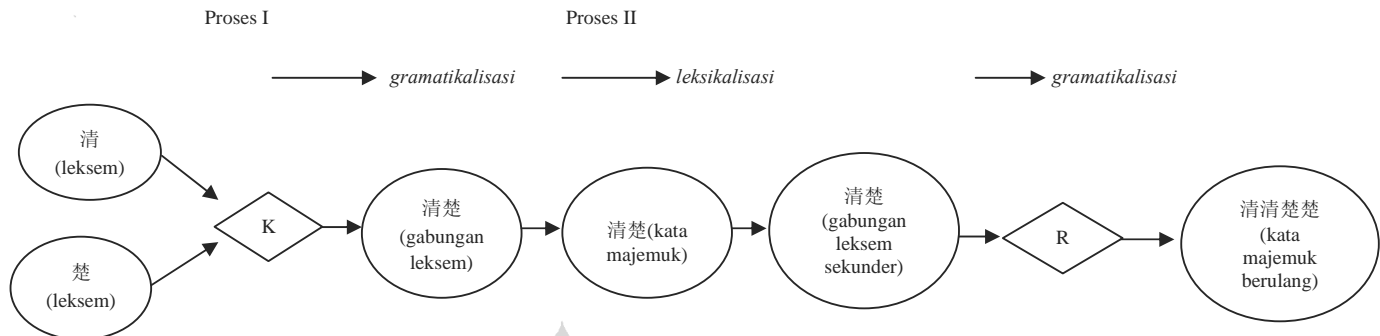 Proses I
Proses II
gramatikalisasi
leksikalisasi
gramatikalisasi
清
(leksem)
楚
(leksem)
K
清楚
(gabungan
leksem)
清楚(kata
majemuk)
清楚
(gabungan
leksem
sekunder)
R
清清楚楚
(kata
majemuk
berulang)